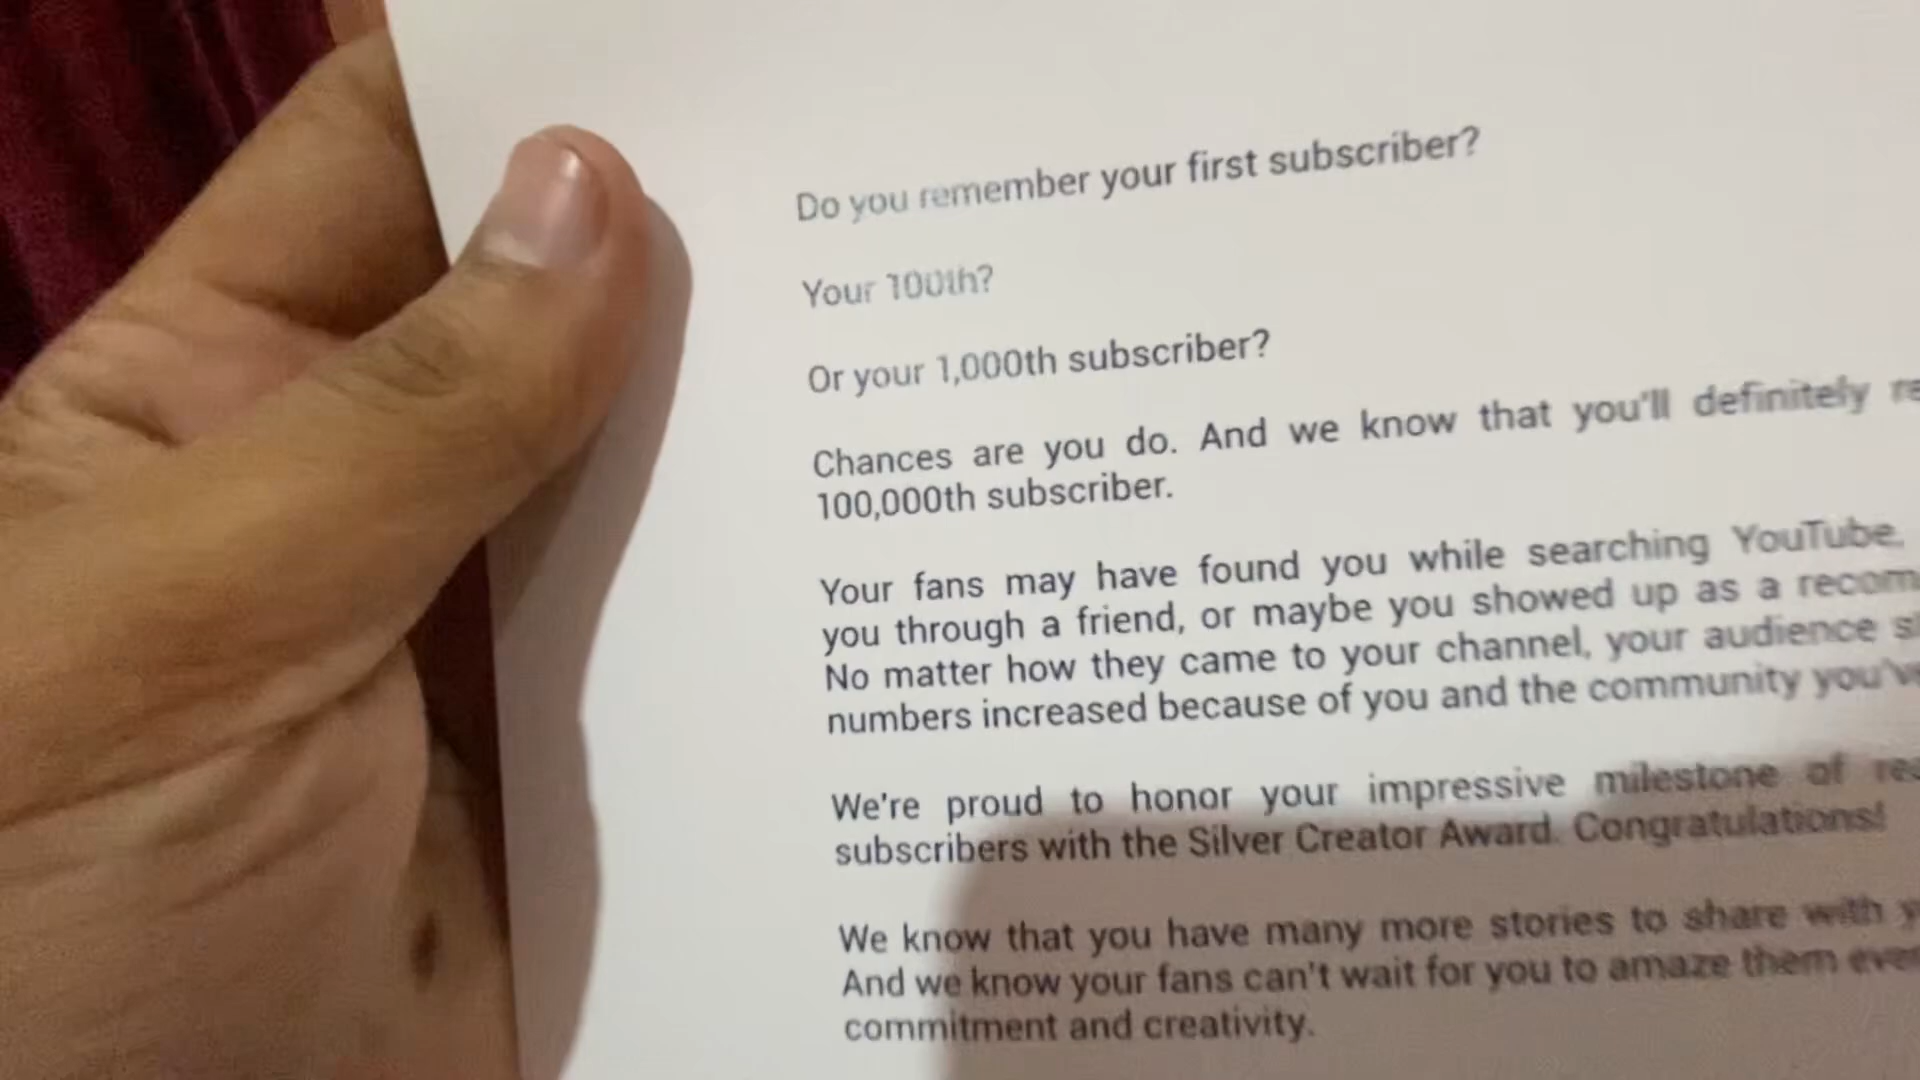 Do you remember your first subscriber?
Your 100th?
Or your 1,000th subscriber?
Chances are you do. And we know that you'll definitely
100,000th subscriber.
Your fans may have found you while searching YouTube,
you through a friend, or maybe you showed up as a
No matter how they came to your channel, your audience
numbers increased because of you and the community you've
We're proud to honor your impressive milestone of
subscribers with the Silver Creator Award. Congratulations!
We know that you have many more stories to share with
And we know your fans can't wait for you to amaze them
commitment and creativity.